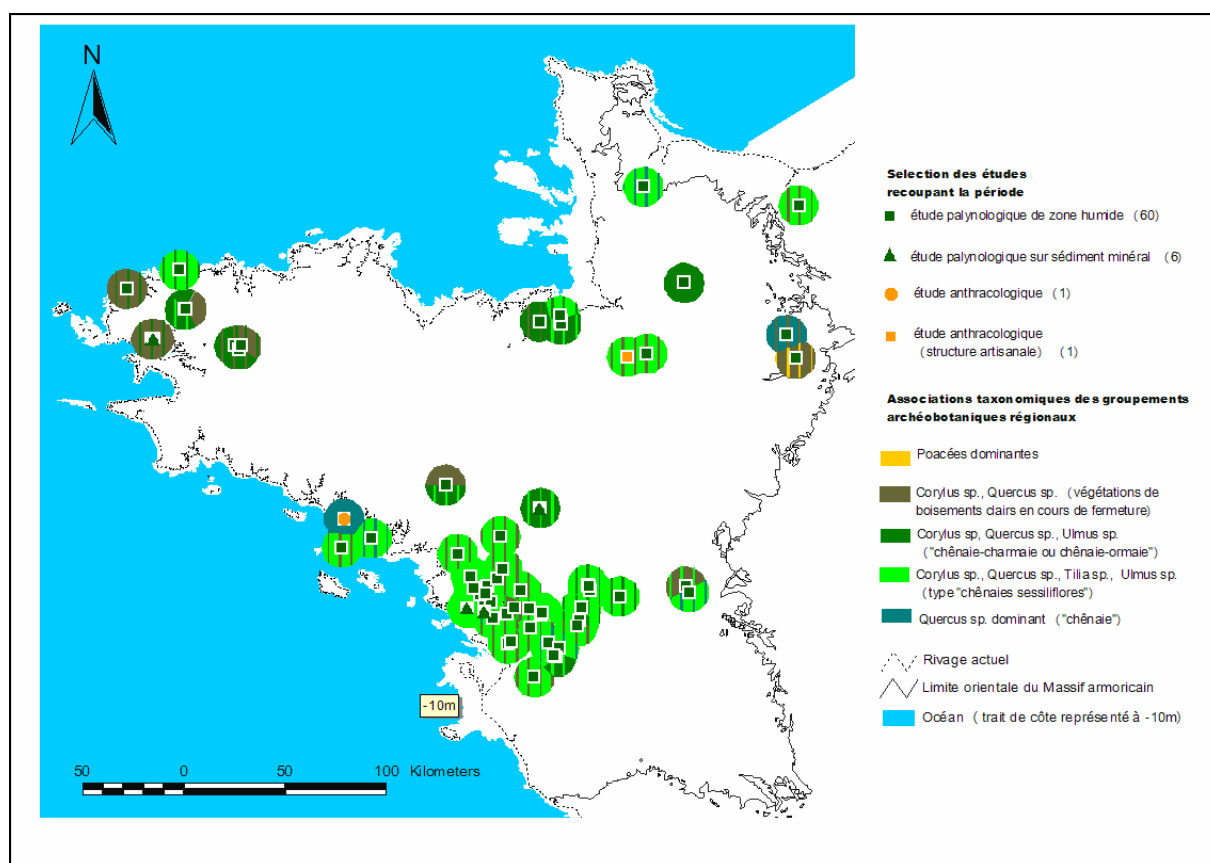 N
Selection des études
recoupant la période
étude palynologique de zone humide (60)
étude palynologique sur sédiment minéral (6)
étude anthracologique (1)
étude anthracologique
(structure artisanale) (1)
Associations taxonomiques des groupements
archéobotaniques régionaux
Poacées dominantes
Corylus sp., Quercus sp. (végétations de
boisements clairs en cours de fermeture)
Corylus sp, Quercus sp., Ulmus sp.
("chênaie-charmaie ou chênaie-ormaie")
Corylus sp., Quercus sp., Tilia sp., Ulmus sp.
(type "chênaies sessiliflores")
Quercus sp. dominant ("chênaie")
Rivage actuel
Limite orientale du Massif armoricain
Océan (trait de côte représenté à -10m)
-10m
50 0 50 100 Kilometers